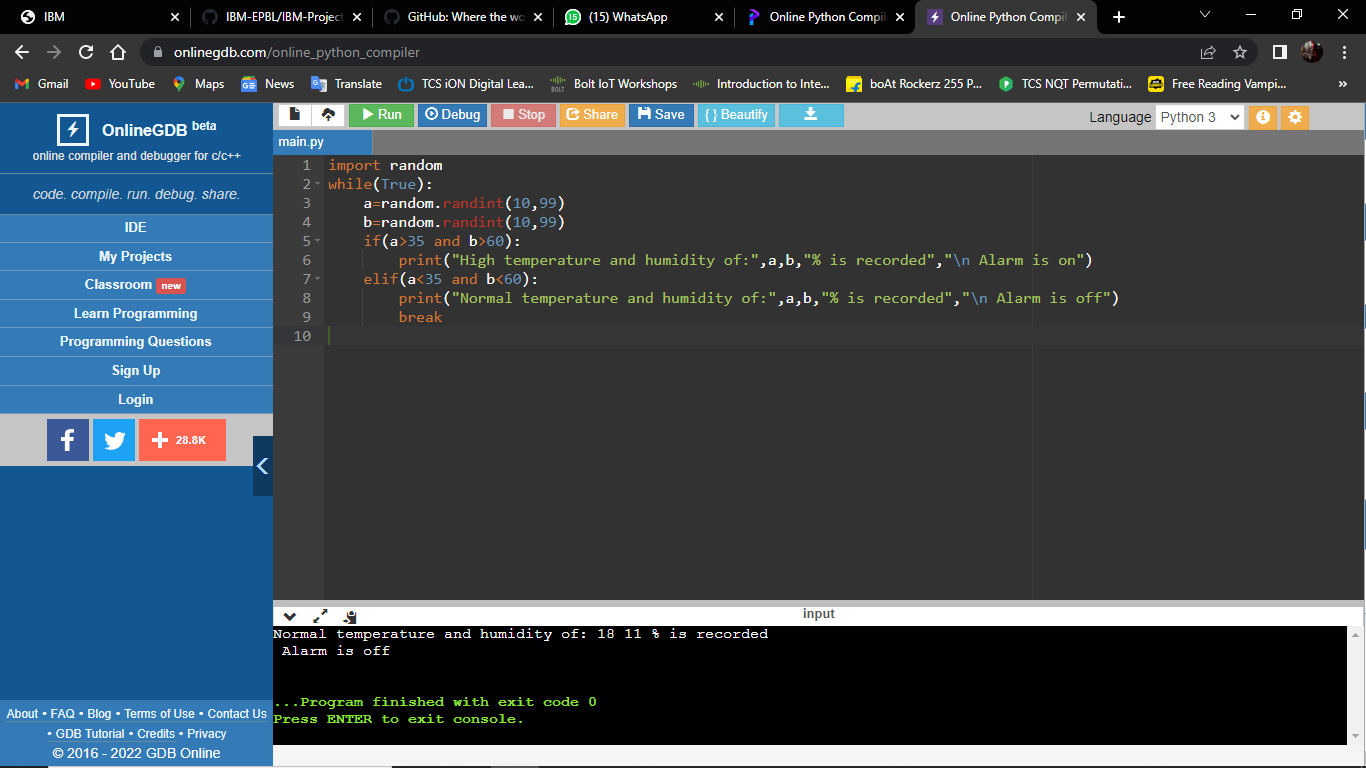 IBM
IBM-EPBL/IBM-Project
GitHub: Where the wo
(15) WhatsApp
Online Python Compil
Online Python Compil
onlinegdb.com/online_python_compiler
Gmail YouTube Maps News Translate TCS iON Digital Lea... Bolt IoT Workshops Introduction to Inte... boAt Rockerz 255 P... TCS NQT Permutati... Free Reading Vampi... »
OnlineGDB beta
online compiler and debugger for c/c++
code. compile. run. debug. share.
IDE
My Projects
Classroom new
Learn Programming
Programming Questions
Sign Up
Login
28.8K
About • FAQ • Blog • Terms of Use • Contact Us
• GDB Tutorial • Credits • Privacy
© 2016 - 2022 GDB Online
Run Debug Stop Share Save { } Beautify
Language Python 3
main.py
1 import random
2 while(True):
3     a=random.randint(10,99)
4     b=random.randint(10,99)
5     if(a>35 and b>60):
6         print("High temperature and humidity of:",a,b,"% is recorded","\n Alarm is on")
7     elif(a<35 and b<60):
8         print("Normal temperature and humidity of:",a,b,"% is recorded","\n Alarm is off")
9         break
10
input
Normal temperature and humidity of: 18 11 % is recorded
 Alarm is off
...Program finished with exit code 0
Press ENTER to exit console.